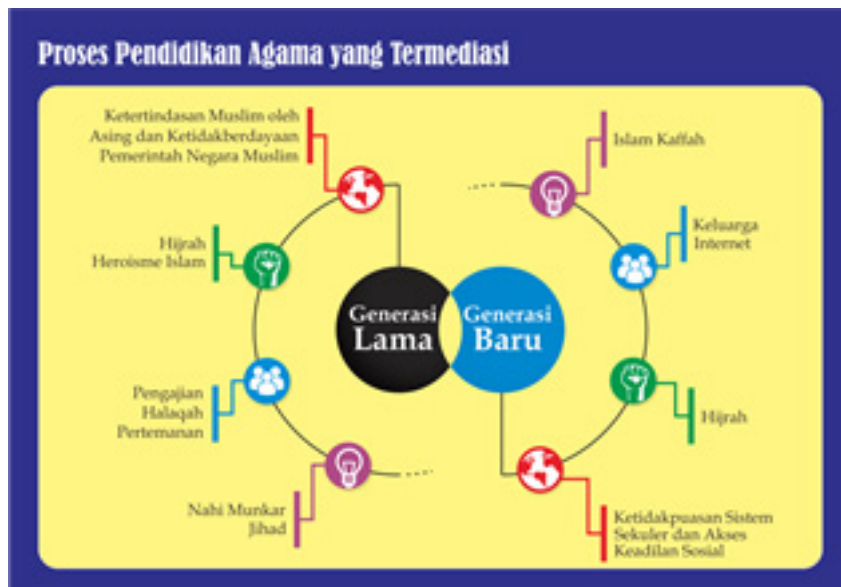 Proses Pendidikan Agama yang Termediasi
Ketertindasan Muslim oleh
Asing dan Ketidakberdayaan
Pemerintah Negara Muslim
Hijrah
Heroisme Islam
Pengajian
Halaqah
Pertemanan
Nahi Munkar
Jihad
Generasi
Lama
Generasi
Baru
Islam Kaffah
Keluarga
Internet
Hijrah
Ketidakpuasan Sistem
Sekuler dan Akses
Keadilan Sosial